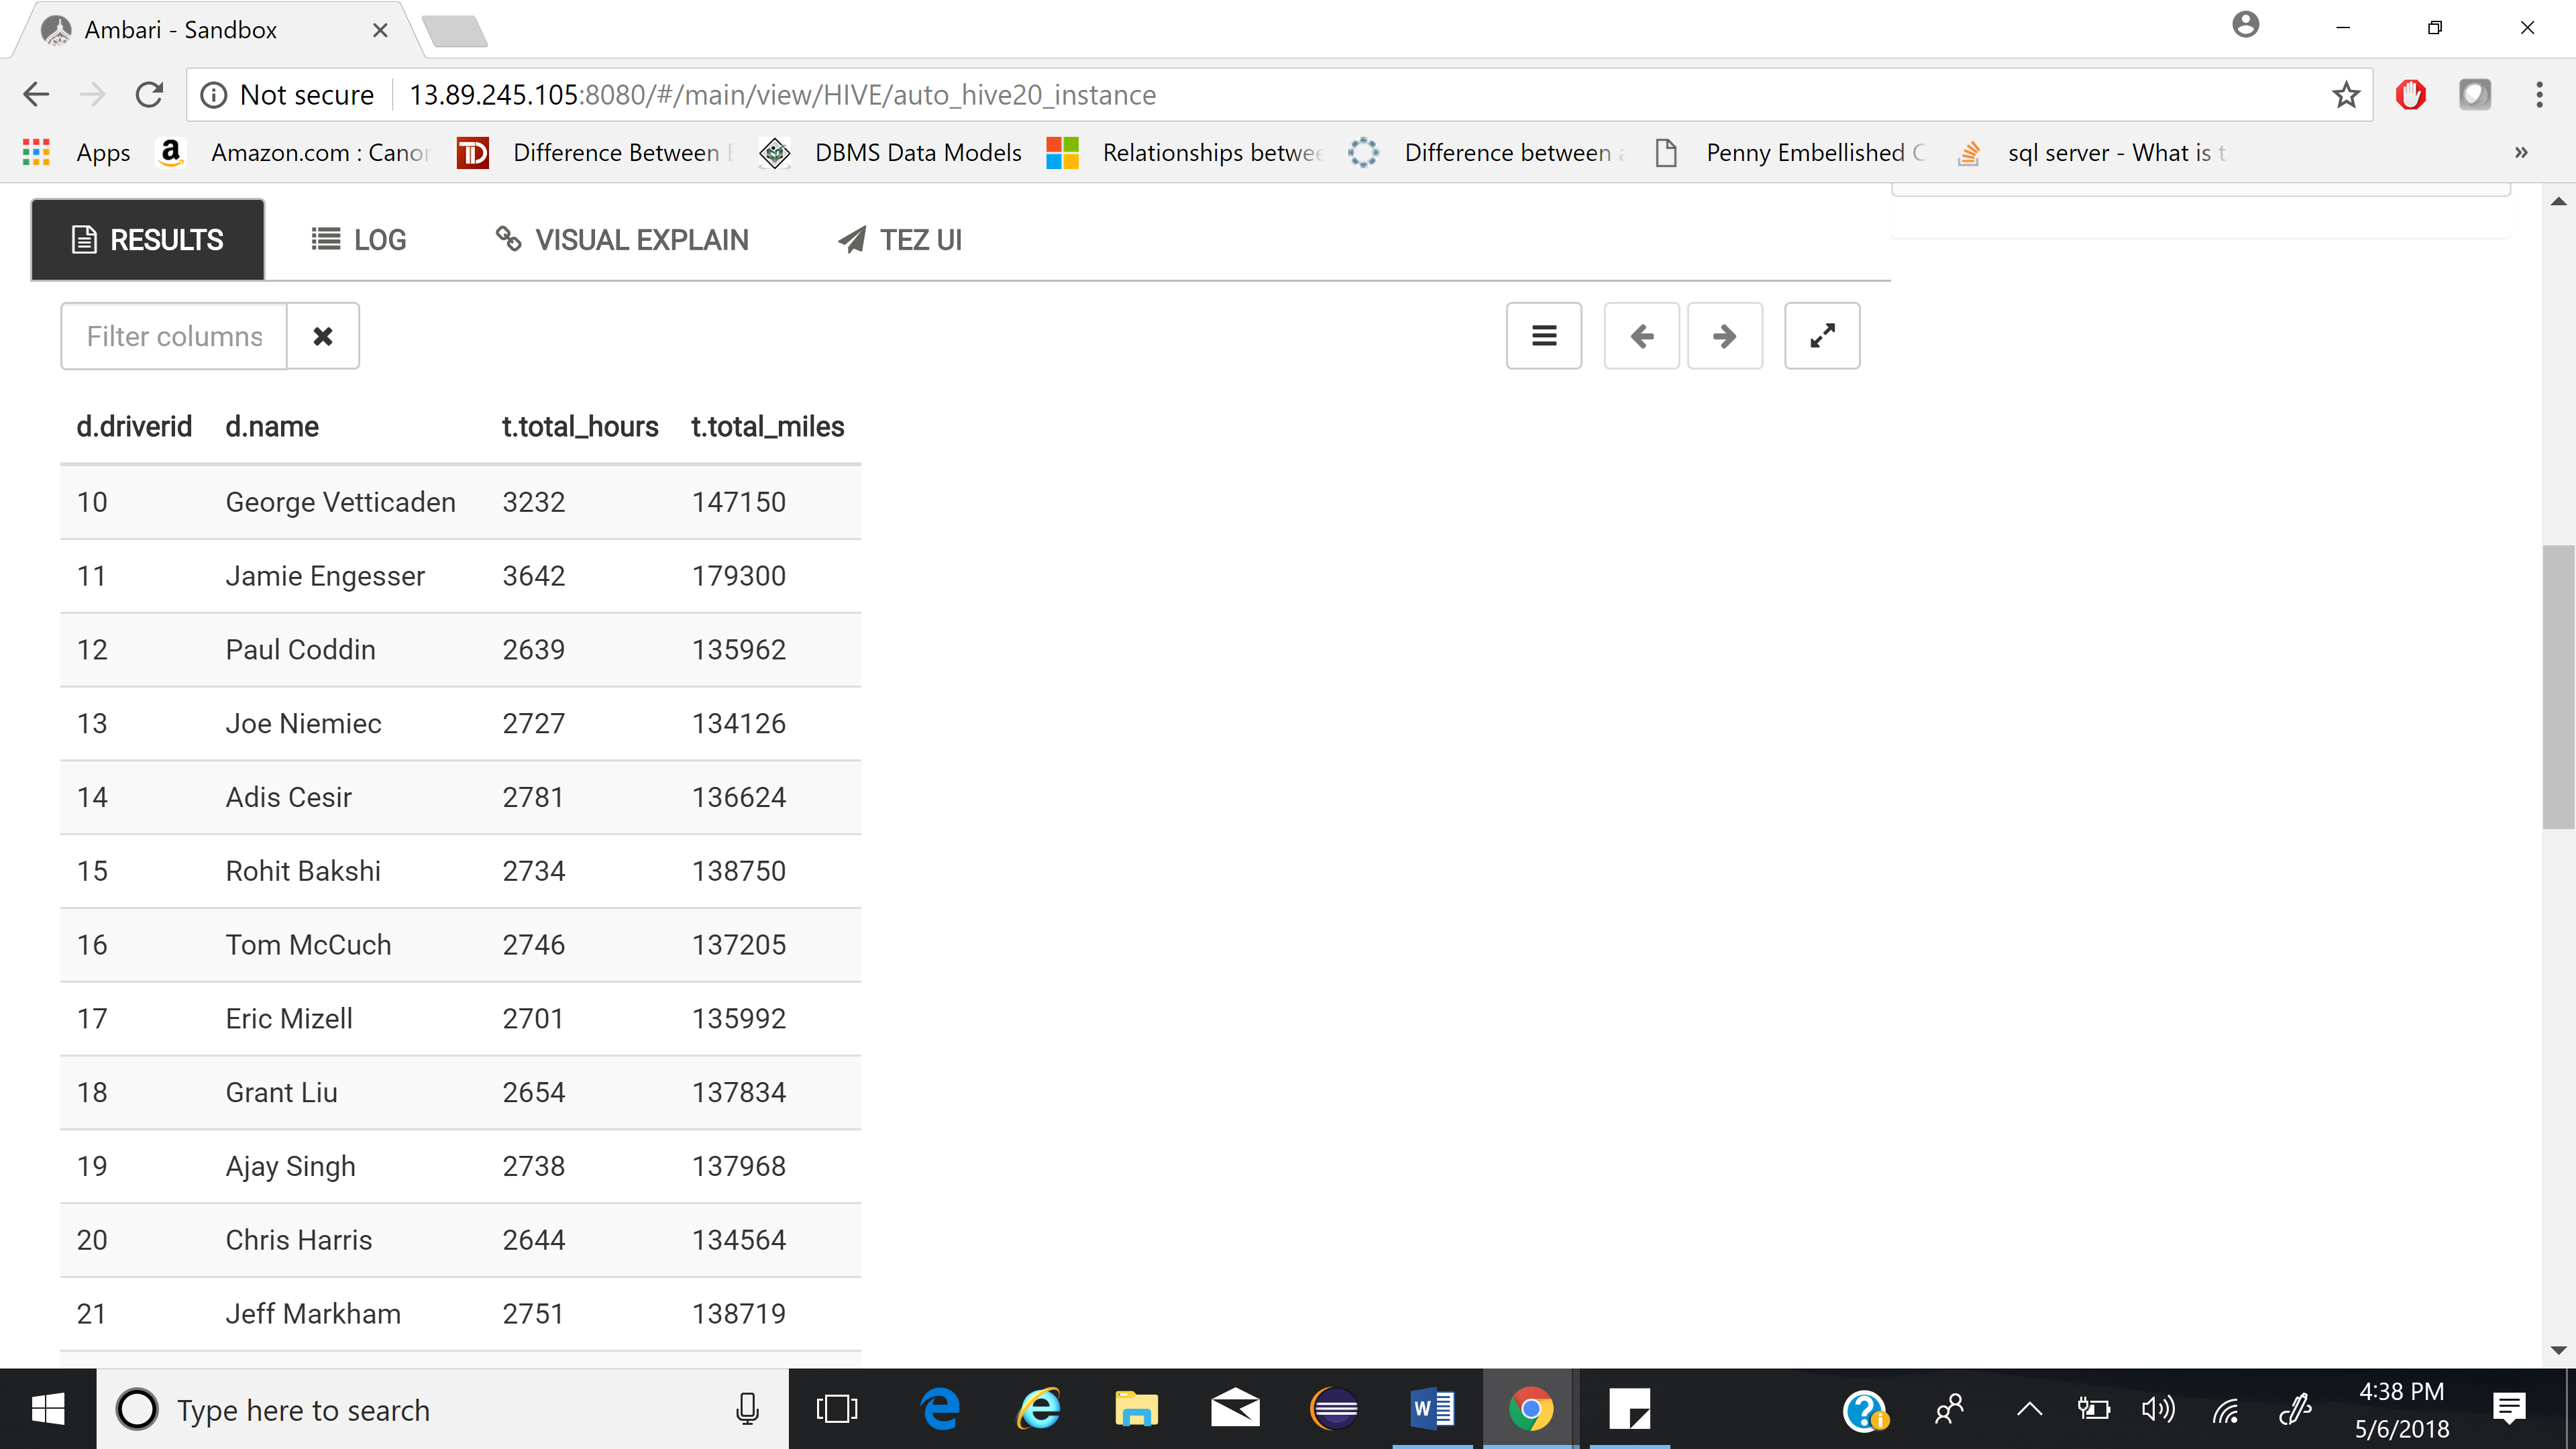 Ambari - Sandbox
Not secure 13.89.245.105:8080/#/main/view/HIVE/auto_hive20_instance
Apps Amazon.com : Canon Difference Between DBMS Data Models Relationships between Difference between Penny Embellished sql server - What is »
RESULTS LOG VISUAL EXPLAIN TEZ UI
Filter columns
d.driverid d.name t.total_hours t.total_miles
10 George Vetticaden 3232 147150
11 Jamie Engesser 3642 179300
12 Paul Coddin 2639 135962
13 Joe Niemiec 2727 134126
14 Adis Cesir 2781 136624
15 Rohit Bakshi 2734 138750
16 Tom McCuch 2746 137205
17 Eric Mizell 2701 135992
18 Grant Liu 2654 137834
19 Ajay Singh 2738 137968
20 Chris Harris 2644 134564
21 Jeff Markham 2751 138719
Type here to search
4:38 PM
5/6/2018